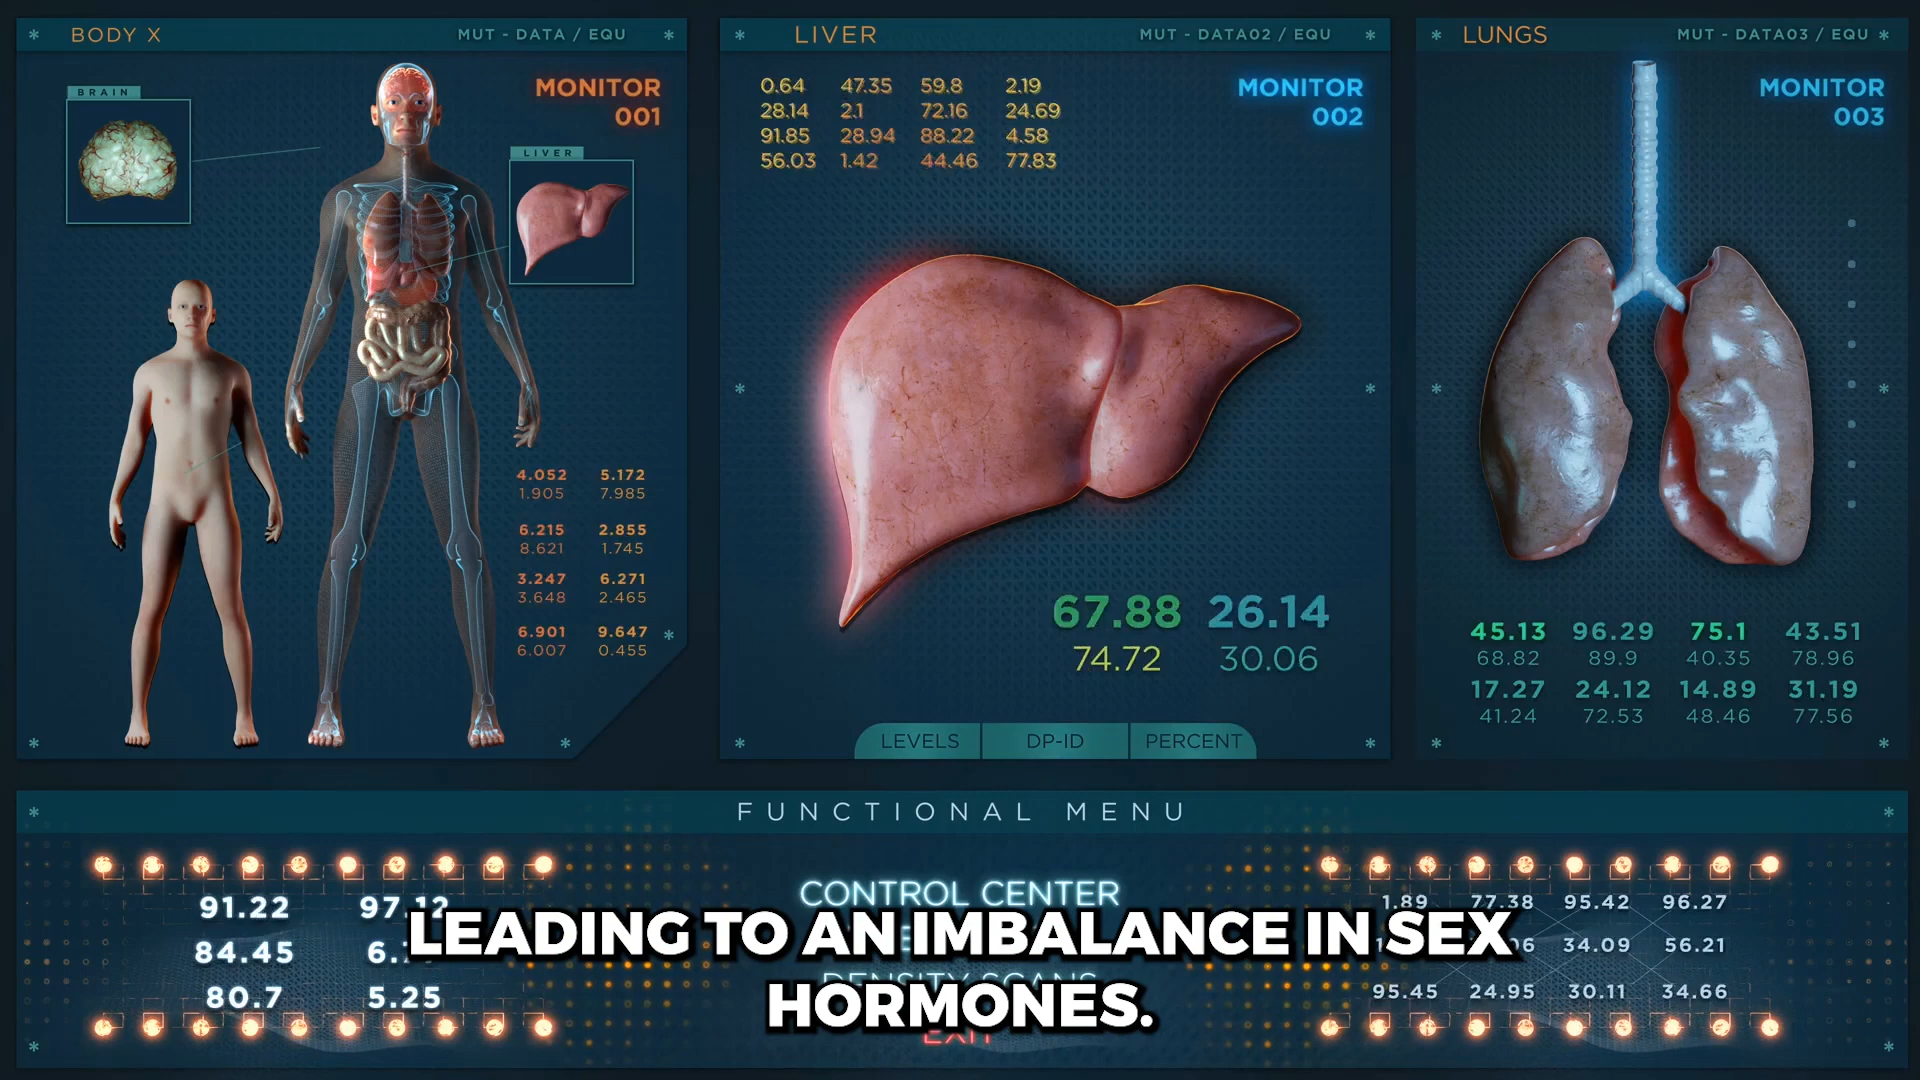 BODY X
MUT - DATA / EQU
BRAIN
MONITOR
001
LIVER
4.052 5.172
1.905 7.985
6.215 2.855
8.621 1.745
3.247 6.271
3.648 2.465
6.901 9.647
6.007 0.455
LIVER
MUT - DATA02 / EQU
0.64 47.35 59.8 2.19
28.14 2.1 72.16 24.69
91.85 28.94 88.22 4.58
56.03 1.42 44.46 77.83
MONITOR
002
67.88 26.14
74.72 30.06
LEVELS DP-ID PERCENT
LUNGS
MUT - DATA03 / EQU
MONITOR
003
45.13 96.29 75.1 43.51
68.82 89.9 40.35 78.96
17.27 24.12 14.89 31.19
41.24 72.53 48.46 77.56
FUNCTIONAL MENU
91.22 97.12
84.45
80.7 5.25
CONTROL CENTER
DENSITY SCANS
EXIT
1.89 77.38 95.42 96.27
34.09 56.21
95.45 24.95 30.11 34.66
LEADING TO AN IMBALANCE IN SEX
HORMONES.